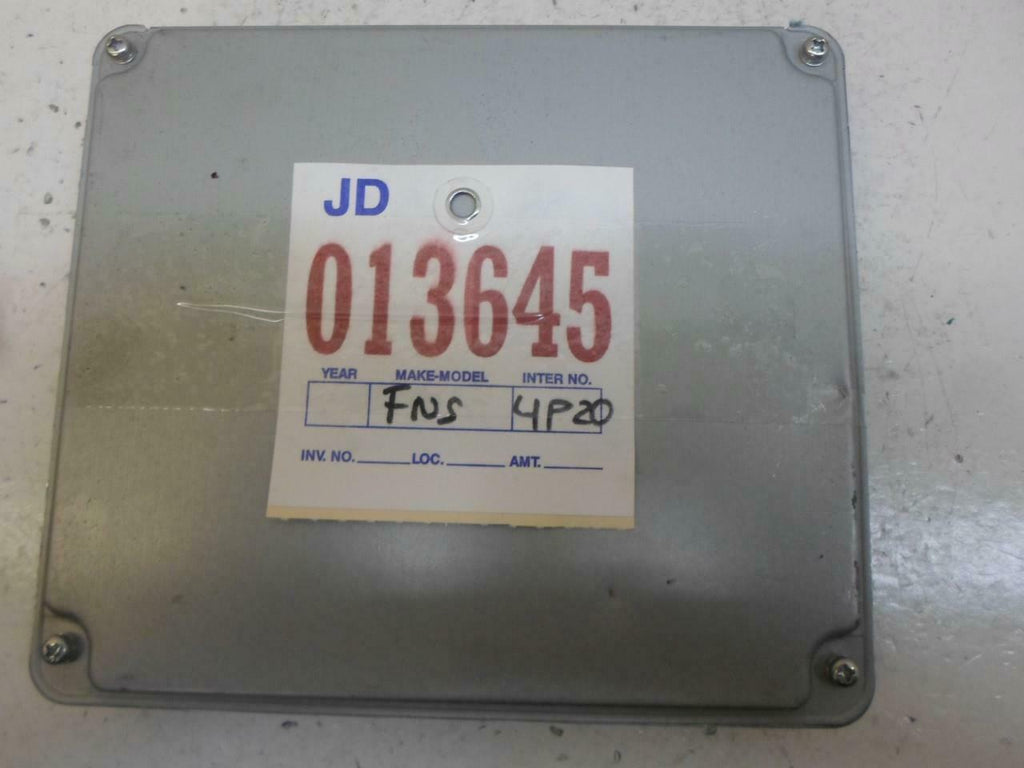 JD
013645
YEAR MAKE-MODEL INTER NO.
FNS 4P20
INV. NO. LOC. AMT.